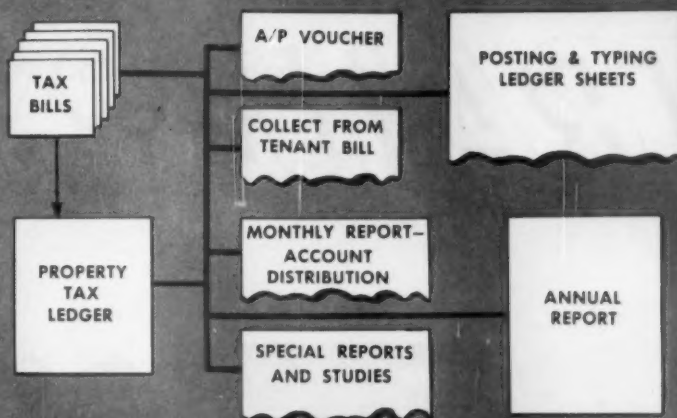 TAX
BILLS
A/P VOUCHER
POSTING & TYPING
LEDGER SHEETS
COLLECT FROM
TENANT BILL
PROPERTY
TAX
LEDGER
MONTHLY REPORT–
ACCOUNT
DISTRIBUTION
ANNUAL
REPORT
SPECIAL REPORTS
AND STUDIES